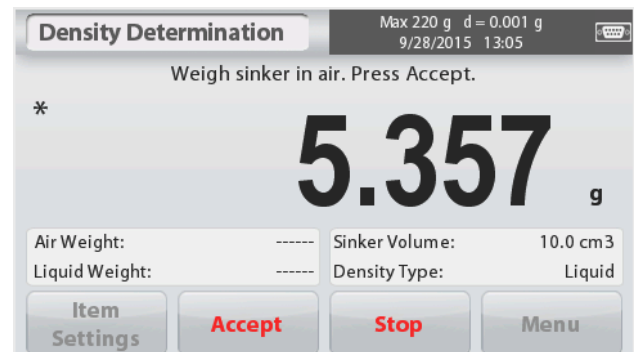 Density Determination
Max 220 g d = 0.001 g
9/28/2015 13:05
Weigh sinker in air. Press Accept.
*
5.357 g
Air Weight: ------ Sinker Volume: 10.0 cm3
Liquid Weight: ------ Density Type: Liquid
Item Settings Accept Stop Menu